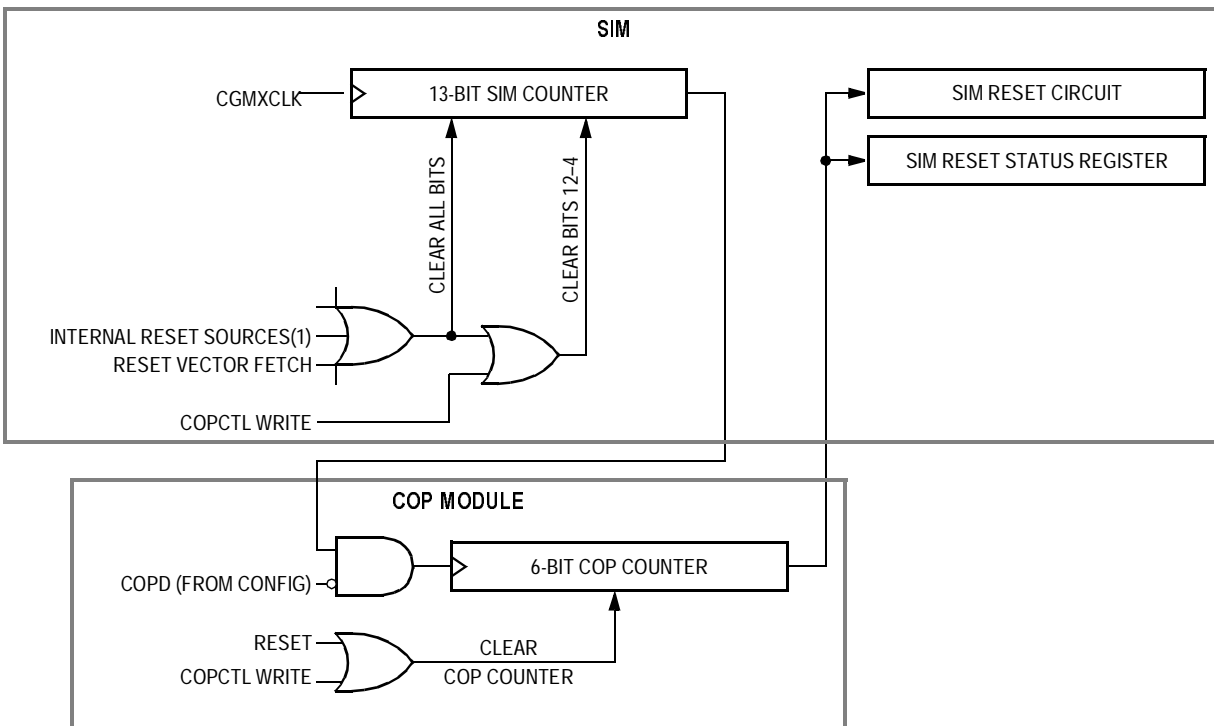 SIM
CGMXCLK
13-BIT SIM COUNTER
SIM RESET CIRCUIT
SIM RESET STATUS REGISTER
CLEAR ALL BITS
CLEAR BITS 12–4
INTERNAL RESET SOURCES(1)
RESET VECTOR FETCH
COPCTL WRITE
COP MODULE
COPD (FROM CONFIG)
6-BIT COP COUNTER
RESET
COPCTL WRITE
CLEAR
COP COUNTER